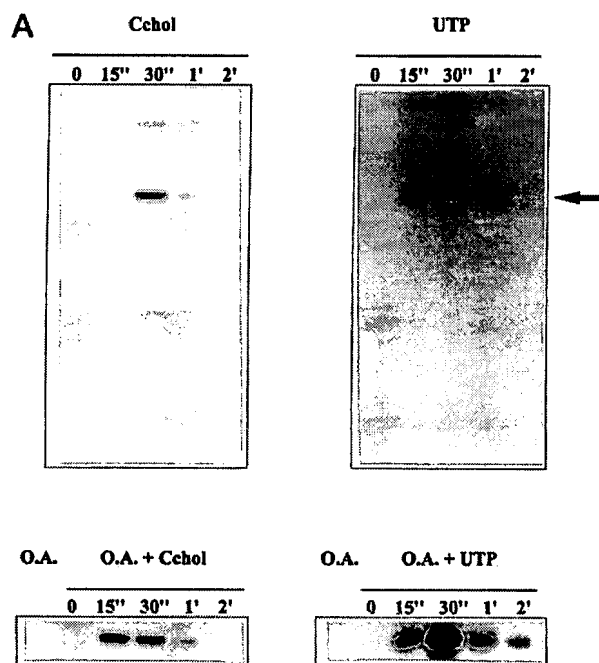 A
Cchol
UTP
0 15" 30" 1' 2'
0 15" 30" 1' 2'
O.A. O.A. + Cchol
O.A. O.A. + UTP
0 15" 30" 1' 2'
0 15" 30" 1' 2'